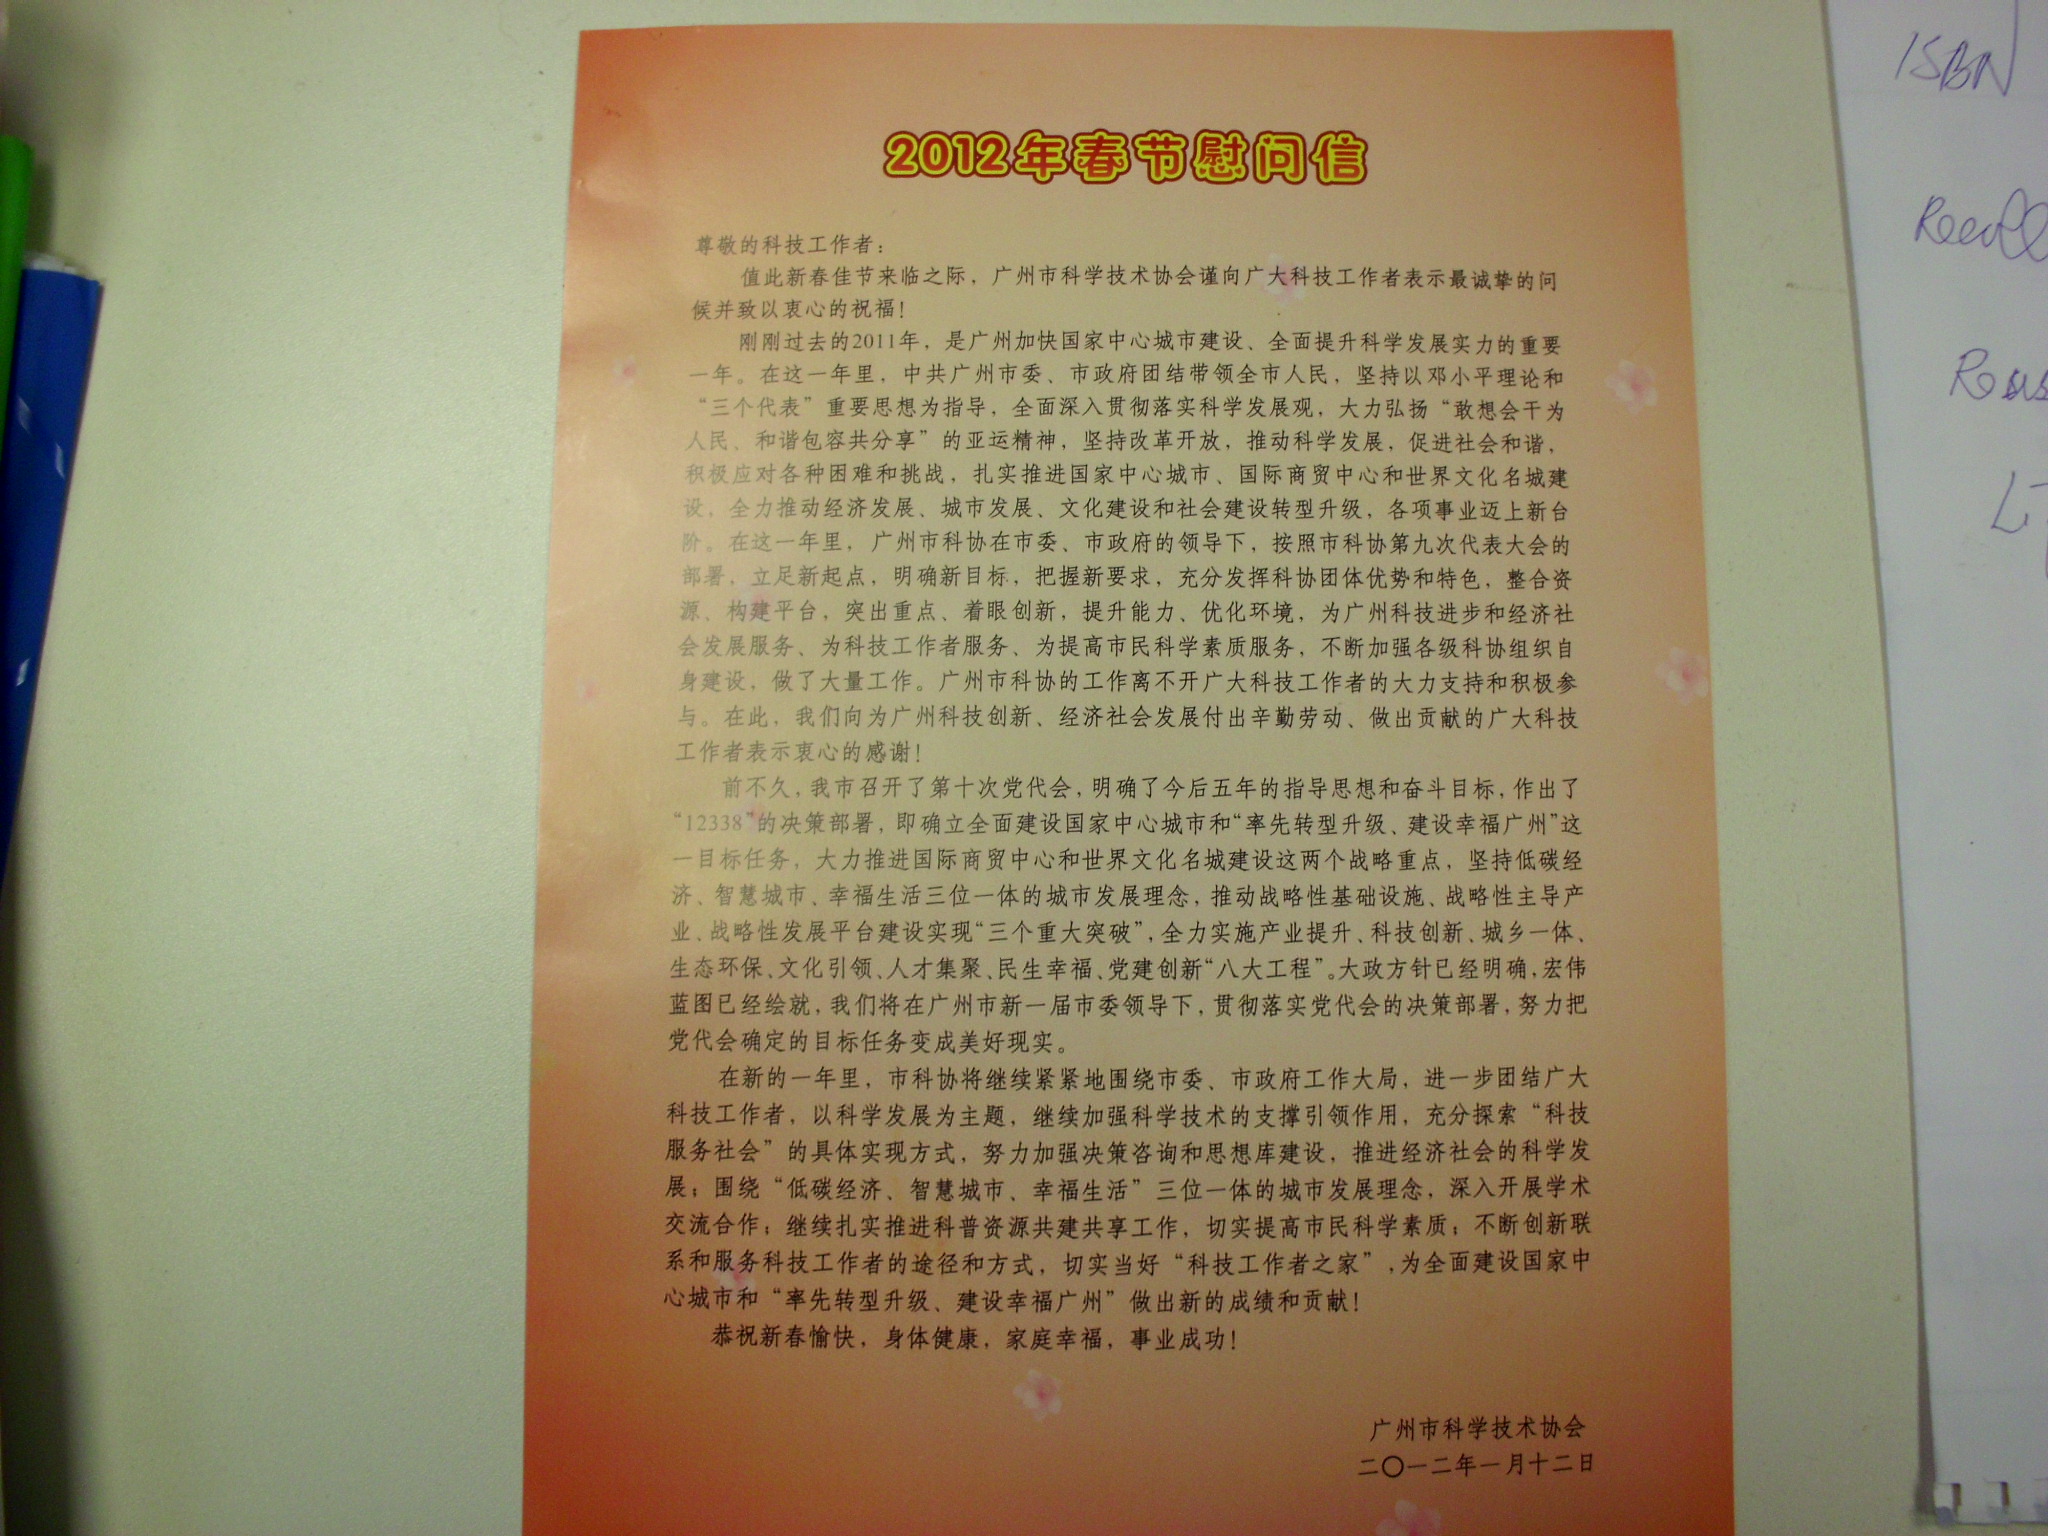 2012年春节慰问信
尊敬的科技工作者：
值此新春佳节来临之际，广州市科学技术协会谨向广大科技工作者表示最诚挚的问
候并致以衷心的祝福！
刚刚过去的2011年，是广州加快国家中心城市建设、全面提升科学发展实力的重要
一年。在这一年里，中共广州市委、市政府团结带领全市人民，坚持以邓小平理论和
“三个代表”重要思想为指导，全面深入贯彻落实科学发展观，大力弘扬“敢想会干为
人民、和谐包容共分享”的亚运精神，坚持改革开放，推动科学发展，促进社会和谐，
积极应对各种困难和挑战，扎实推进国家中心城市、国际商贸中心和世界文化名城建
设，全力推动经济发展、城市发展、文化建设和社会建设转型升级，各项事业迈上新台
阶。在这一年里，广州市科协在市委、市政府的领导下，按照市科协第九次代表大会的
部署，立足新起点，明确新目标，把握新要求，充分发挥科协团体优势和特色，整合资
源、构建平台，突出重点、着眼创新，提升能力、优化环境，为广州科技进步和经济社
会发展服务、为科技工作者服务、为提高市民科学素质服务，不断加强各级科协组织自
身建设，做了大量工作。广州市科协的工作离不开广大科技工作者的大力支持和积极参
与。在此，我们向为广州科技创新、经济社会发展付出辛勤劳动、做出贡献的广大科技
工作者表示衷心的感谢！
前不久，我市召开了第十次党代会，明确了今后五年的指导思想和奋斗目标，作出了
“12338”的决策部署，即确立全面建设国家中心城市和“率先转型升级、建设幸福广州”这
一目标任务，大力推进国际商贸中心和世界文化名城建设这两个战略重点，坚持低碳经
济、智慧城市、幸福生活三位一体的城市发展理念，推动战略性基础设施、战略性主导产
业、战略性发展平台建设实现“三个重大突破”，全力实施产业提升、科技创新、城乡一体、
生态环保、文化引领、人才集聚、民生幸福、党建创新“八大工程”。大政方针已经明确，宏伟
蓝图已经绘就，我们将在广州市新一届市委领导下，贯彻落实党代会的决策部署，努力把
党代会确定的目标任务变成美好现实。
在新的一年里，市科协将继续紧紧地围绕市委、市政府工作大局，进一步团结广大
科技工作者，以科学发展为主题，继续加强科学技术的支撑引领作用，充分探索“科技
服务社会”的具体实现方式，努力加强决策咨询和思想库建设，推进经济社会的科学发
展；围绕“低碳经济、智慧城市、幸福生活”三位一体的城市发展理念，深入开展学术
交流合作；继续扎实推进科普资源共建共享工作，切实提高市民科学素质；不断创新联
系和服务科技工作者的途径和方式，切实当好“科技工作者之家”，为全面建设国家中
心城市和“率先转型升级、建设幸福广州”做出新的成绩和贡献！
恭祝新春愉快，身体健康，家庭幸福，事业成功！
广州市科学技术协会
二〇一二年一月十二日
ISBN